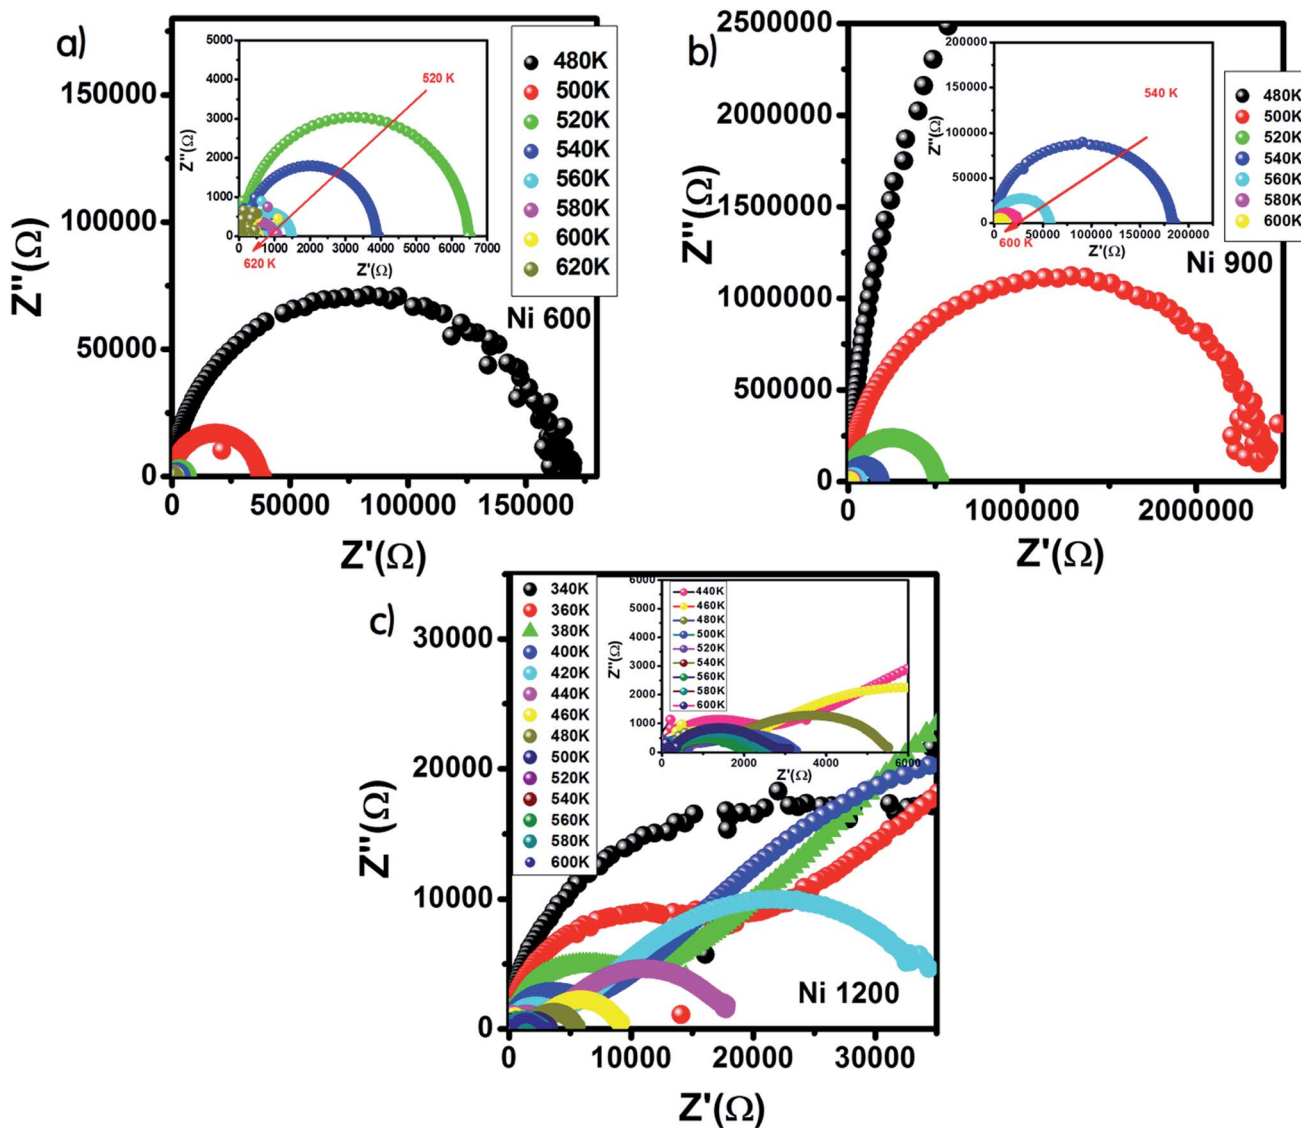 a)
150000
100000
50000
0
Z''(Ω)
0
50000
100000
150000
Z'(Ω)
5000
4000
3000
2000
1000
0
Z''(Ω)
0
1000
2000
3000
4000
5000
6000
7000
Z'(Ω)
520 K
620 K
480K
500K
520K
540K
560K
580K
600K
620K
Ni 600
b)
2500000
2000000
1500000
1000000
500000
0
Z''(Ω)
0
1000000
2000000
Z'(Ω)
200000
150000
100000
50000
0
Z''(Ω)
0
50000
100000
150000
200000
Z'(Ω)
540 K
600 K
480K
500K
520K
540K
560K
580K
600K
Ni 900
c)
30000
20000
10000
0
Z''(Ω)
0
10000
20000
30000
Z'(Ω)
340K
360K
380K
400K
420K
440K
460K
480K
500K
520K
540K
560K
580K
600K
6000
5000
4000
3000
2000
1000
0
Z''(Ω)
0
2000
4000
6000
Z'(Ω)
440K
460K
480K
500K
520K
540K
560K
580K
600K
Ni 1200